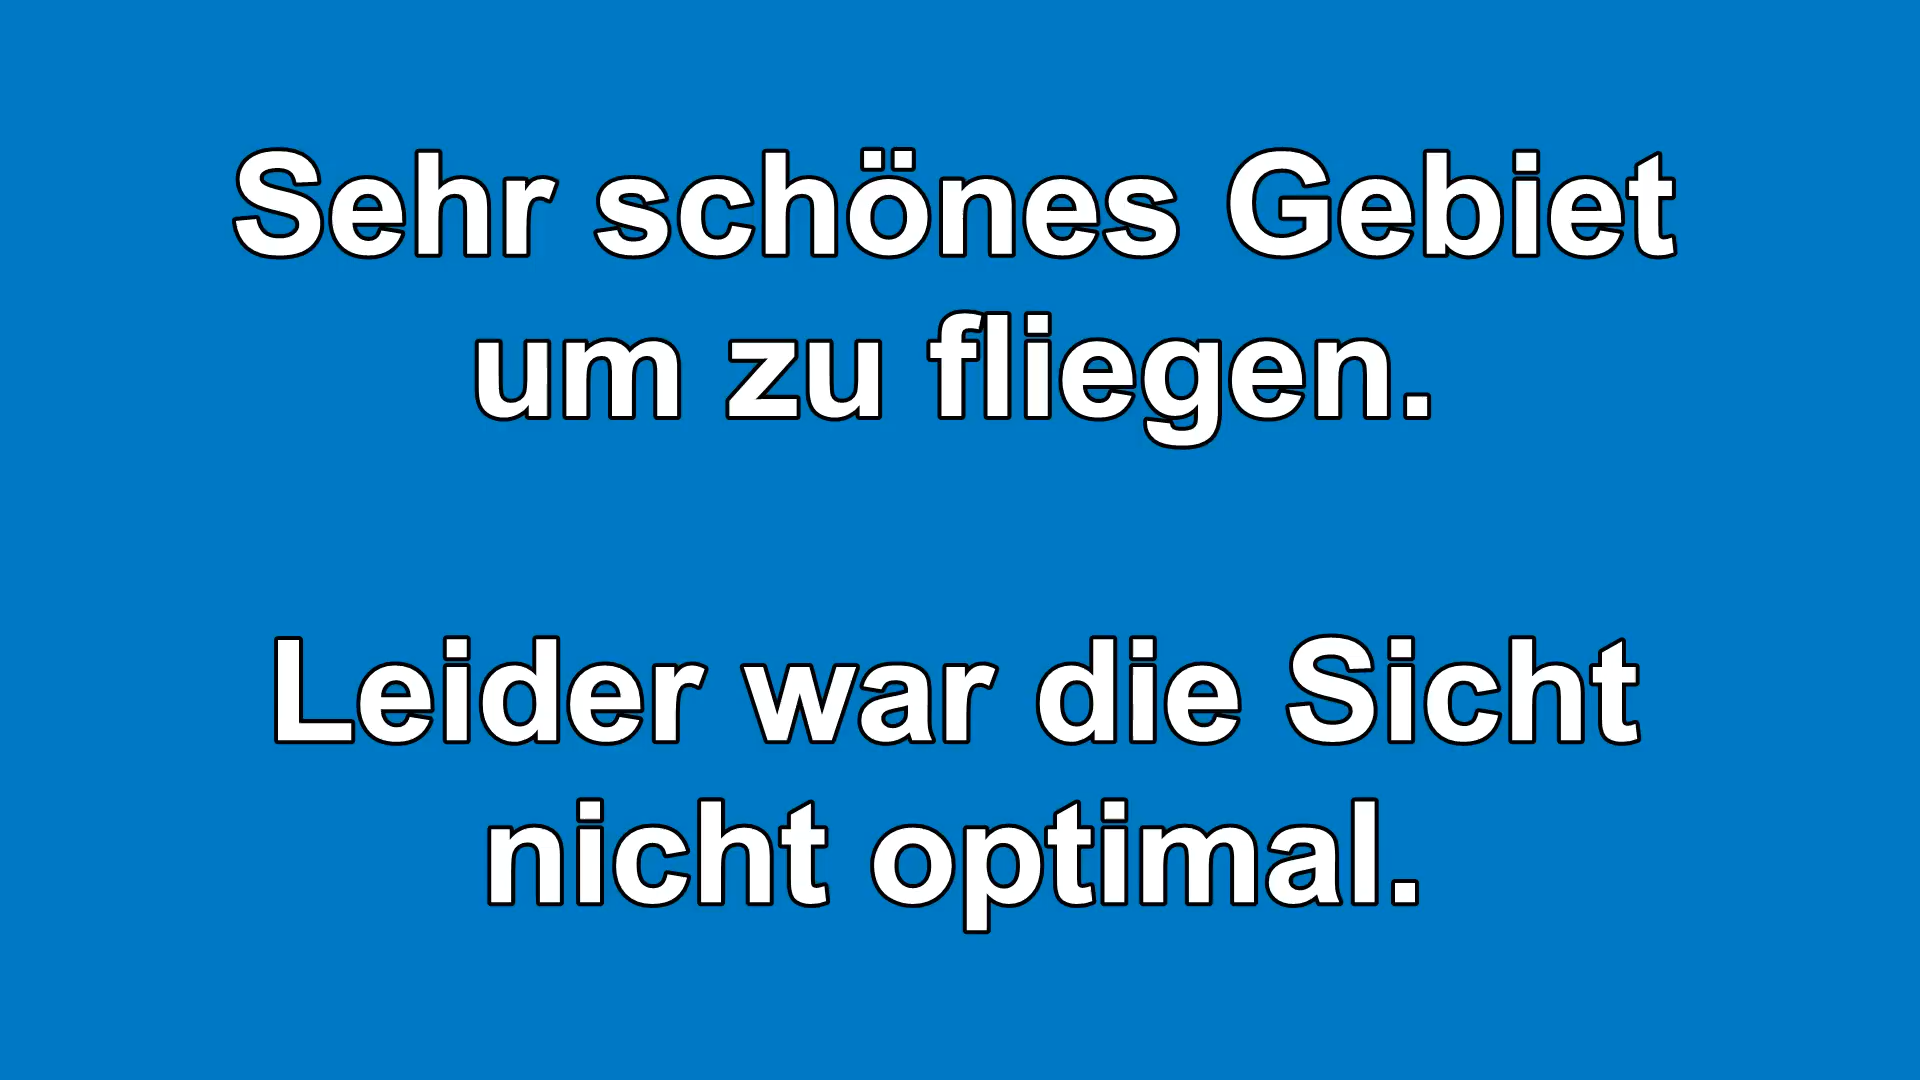 Sehr schönes Gebiet
um zu fliegen.
Leider war die Sicht
nicht optimal.